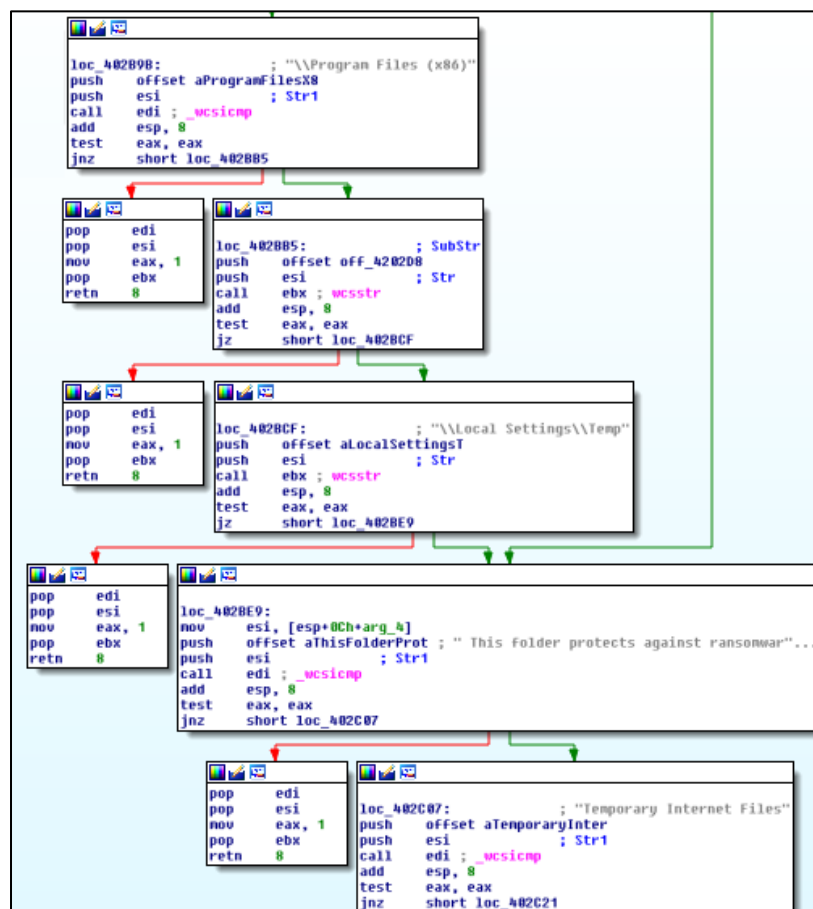 loc_402B9B: ; "\\Program Files (x86)"
push offset aProgramFilesX8
push esi ; Str1
call edi ; _wcsicmp
add esp, 8
test eax, eax
jnz short loc_402BB5
pop edi
pop esi
mov eax, 1
pop ebx
retn 8
loc_402BB5: ; SubStr
push offset off_4202D8
push esi ; Str
call ebx ; wcsstr
add esp, 8
test eax, eax
jz short loc_402BCF
pop edi
pop esi
mov eax, 1
pop ebx
retn 8
loc_402BCF: ; "\\Local Settings\\Temp"
push offset aLocalSettingsT
push esi ; Str
call ebx ; wcsstr
add esp, 8
test eax, eax
jz short loc_402BE9
pop edi
pop esi
mov eax, 1
pop ebx
retn 8
loc_402BE9:
mov esi, [esp+0Ch+arg_4]
push offset aThisFolderProt ; " This folder protects against ransomwar"...
push esi ; Str1
call edi ; _wcsicmp
add esp, 8
test eax, eax
jnz short loc_402C07
pop edi
pop esi
mov eax, 1
pop ebx
retn 8
loc_402C07: ; "Temporary Internet Files"
push offset aTemporaryInter
push esi ; Str1
call edi ; _wcsicmp
add esp, 8
test eax, eax
jnz short loc_402C21